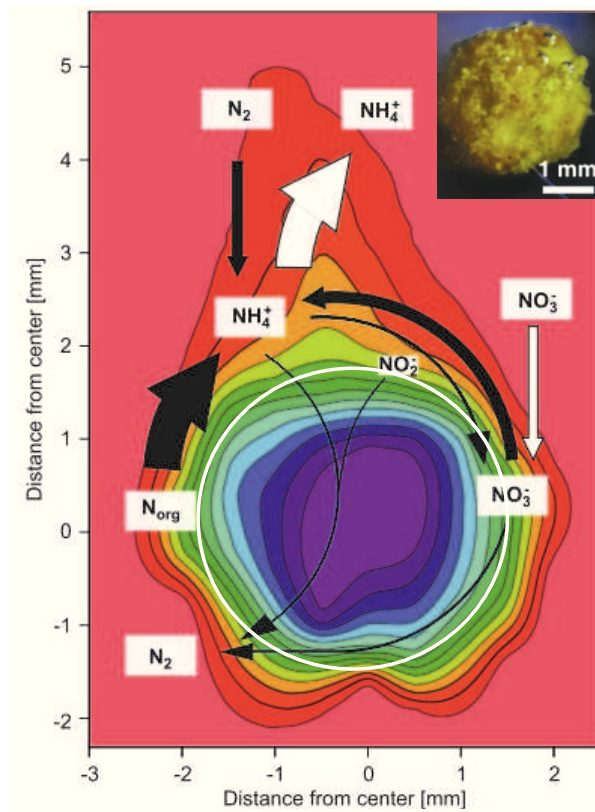 5
4
3
2
1
0
-1
-2
Distance from center [mm]
N₂
NH₄⁺
1 mm
NH₄⁺
NO₃⁻
NO₂⁻
N_org
NO₃⁻
N₂
-3
-2
-1
0
1
2
Distance from center [mm]